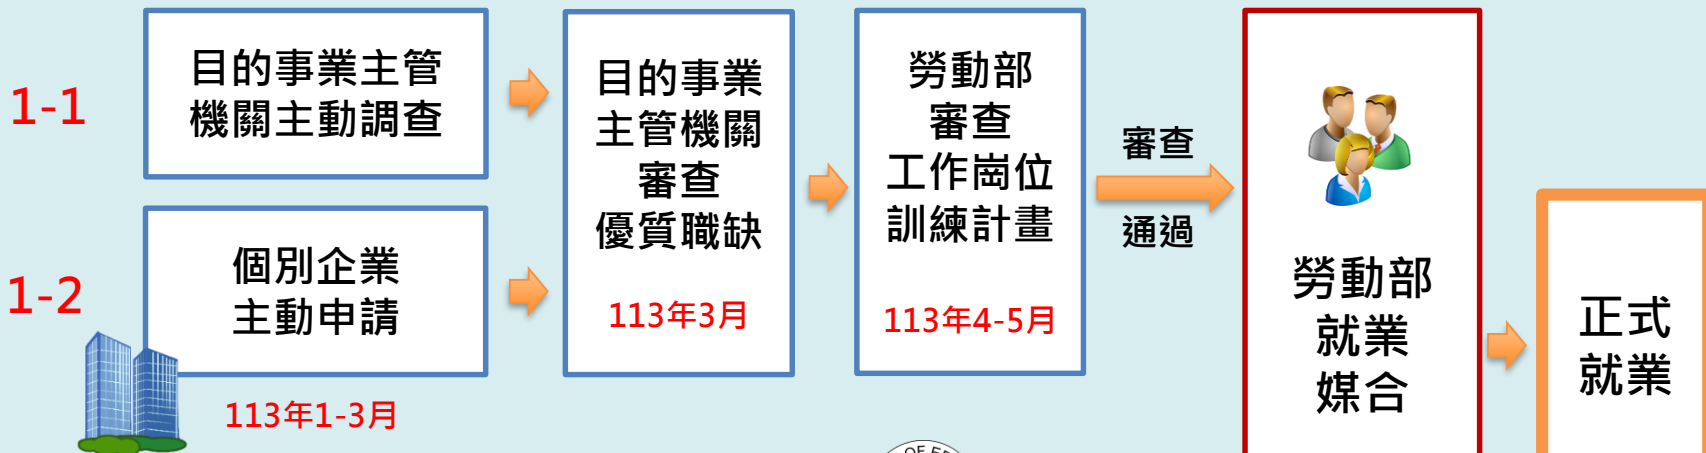 1-1
目的事業主管
機關主動調查
1-2
個別企業
主動申請
113年1-3月
目的事業
主管機關
審查
優質職缺
113年3月
勞動部
審查
工作崗位
訓練計畫
113年4-5月
審查
通過
勞動部
就業
媒合
正式
就業